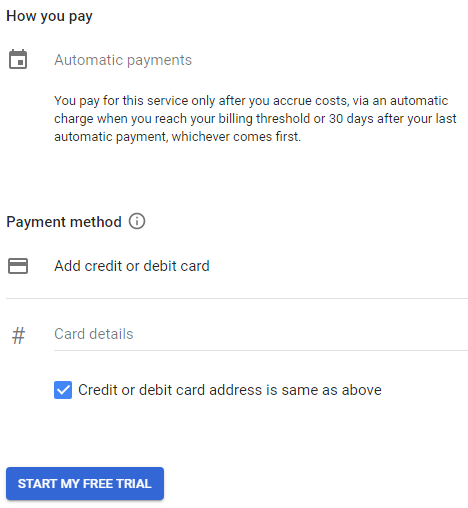 How you pay
Automatic payments
You pay for this service only after you accrue costs, via an automatic
charge when you reach your billing threshold or 30 days after your last
automatic payment, whichever comes first.
Payment method
Add credit or debit card
# Card details
Credit or debit card address is same as above
START MY FREE TRIAL